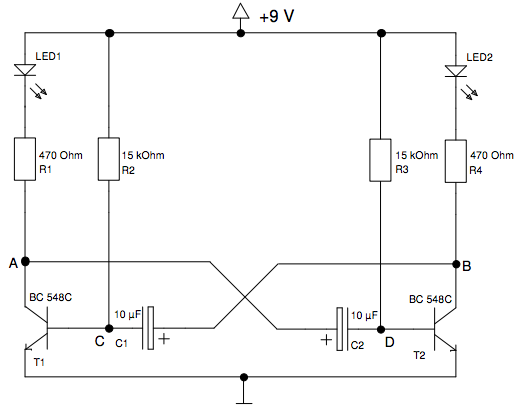 +9 V
LED1
LED2
470 Ohm
R1
15 kOhm
R2
15 kOhm
R3
470 Ohm
R4
A
B
BC 548C
BC 548C
10 µF
10 µF
C
C1
+
+
C2
D
T1
T2